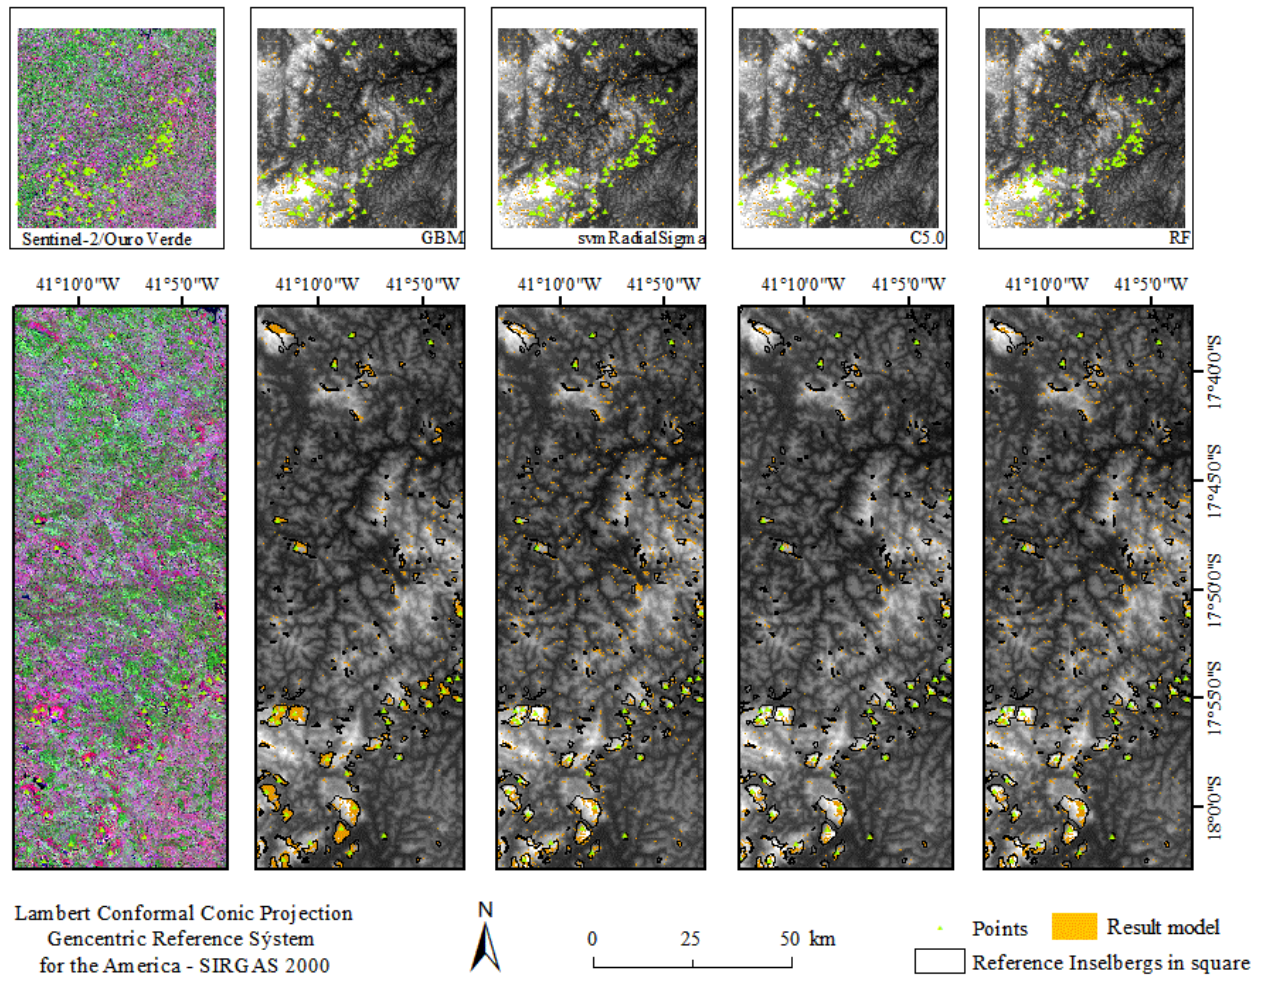 Sentinel-2/Ouro Verde
GBM
svmRadialSigma
C5.0
RF
41°10'0"W 41°5'0"W 41°10'0"W 41°5'0"W 41°10'0"W 41°5'0"W 41°10'0"W 41°5'0"W 41°10'0"W 41°5'0"W
17°40'0"S
17°45'0"S
17°50'0"S
17°55'0"S
18°0'0"S
Lambert Conformal Conic Projection
Gencentric Reference Sýstem
for the America - SIRGAS 2000
N
0 25 50 km
Points
Result model
Reference Inselbergs in square